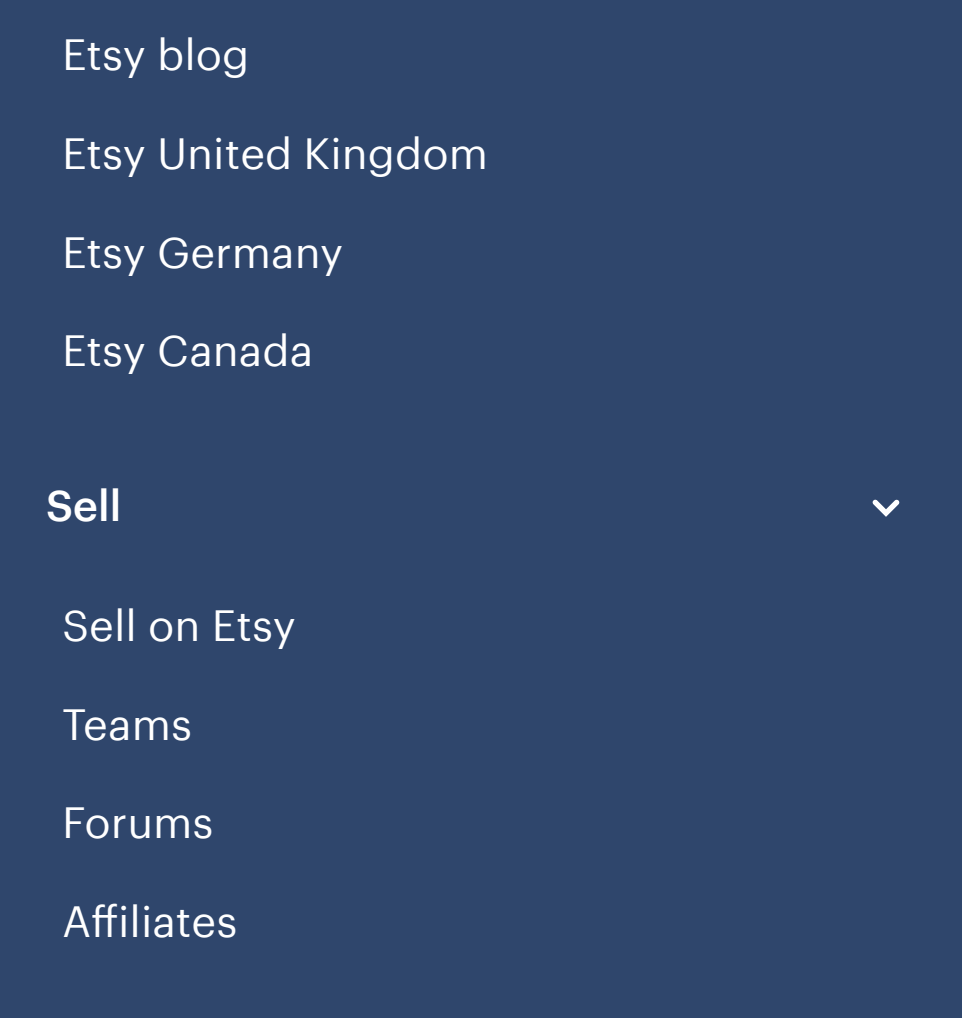 Etsy blog
Etsy United Kingdom
Etsy Germany
Etsy Canada
Sell
Sell on Etsy
Teams
Forums
Affiliates